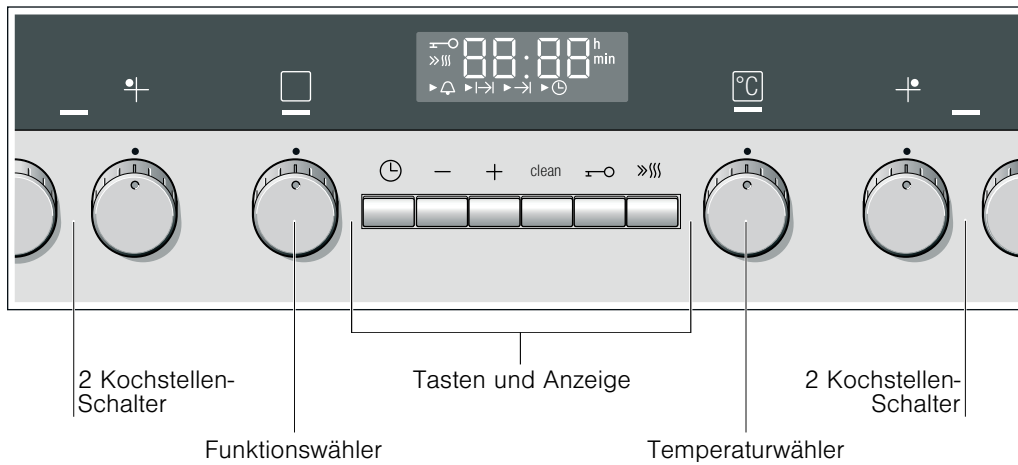 88:88 h
min
°C
clean
2 Kochstellen-
Schalter
Tasten und Anzeige
2 Kochstellen-
Schalter
Funktionswähler
Temperaturwähler